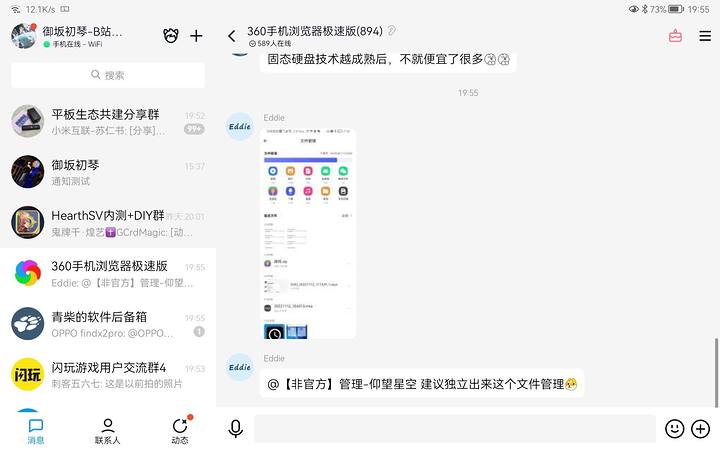 12.1K/s
73%
19:55
御坂初琴-B站...
手机在线 - WiFi
搜索
平板生态共建分享群
19:52
小米互联-苏仁书: [分享]...
99+
御坂初琴
15:37
通知测试
HearthSV内测+DIY群
昨天 20:01
鬼牌千·煌艺✝️GCrdMagic: [动...
360手机浏览器极速版
19:55
Eddie: @【非官方】管理-仰望...
青柴的软件后备箱
19:55
OPPO findx2pro: @OPPO...
1
闪玩
闪玩游戏用户交流群4
19:53
刺客五六七: 这是以前拍的照片
消息
联系人
动态
360手机浏览器极速版(894)
589人在线
固态硬盘技术越成熟后，不就便宜了很多
19:55
Eddie
Eddie
文件管理
Eddie
Eddie
@【非官方】管理-仰望星空 建议独立出来这个文件管理